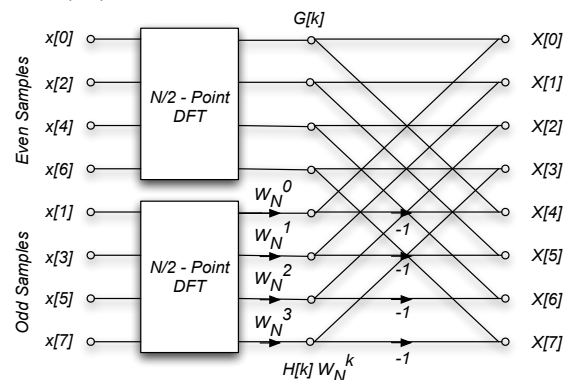 G[k]
x[0] X[0]
x[2] X[1]
x[4] X[2]
x[6] X[3]
Even Samples
N/2 - Point
DFT
x[1] W_N^0 X[4]
-1
x[3] W_N^1 X[5]
-1
x[5] W_N^2 X[6]
-1
x[7] W_N^3 X[7]
-1
Odd Samples
N/2 - Point
DFT
H[k] W_N^k